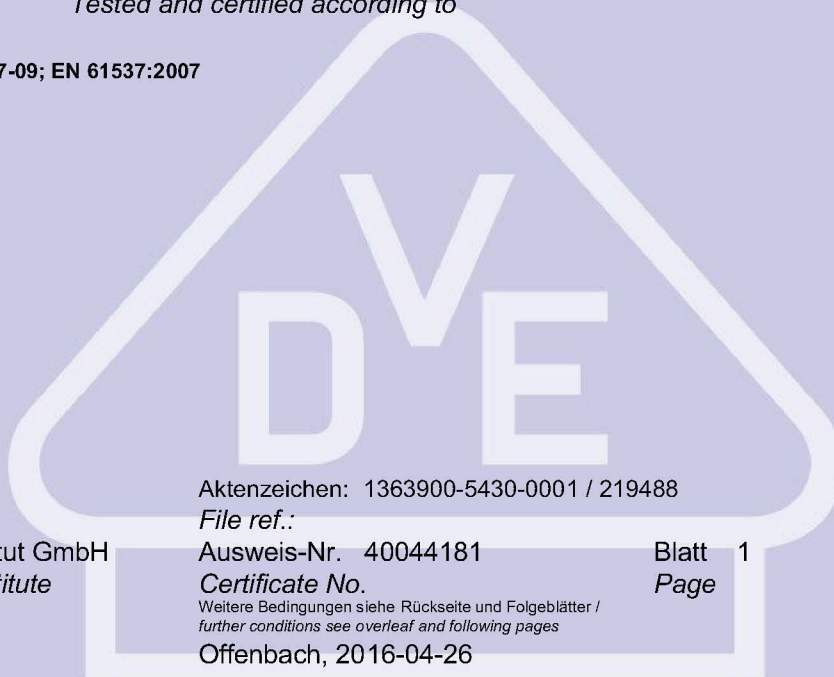 Tested and certified according to
7-09; EN 61537:2007
VDE
Aktenzeichen: 1363900-5430-0001 / 219488
File ref.:
tut GmbH Ausweis-Nr. 40044181 Blatt 1
itute Certificate No. Page
Weitere Bedingungen siehe Rückseite und Folgeblätter /
further conditions see overleaf and following pages
Offenbach, 2016-04-26